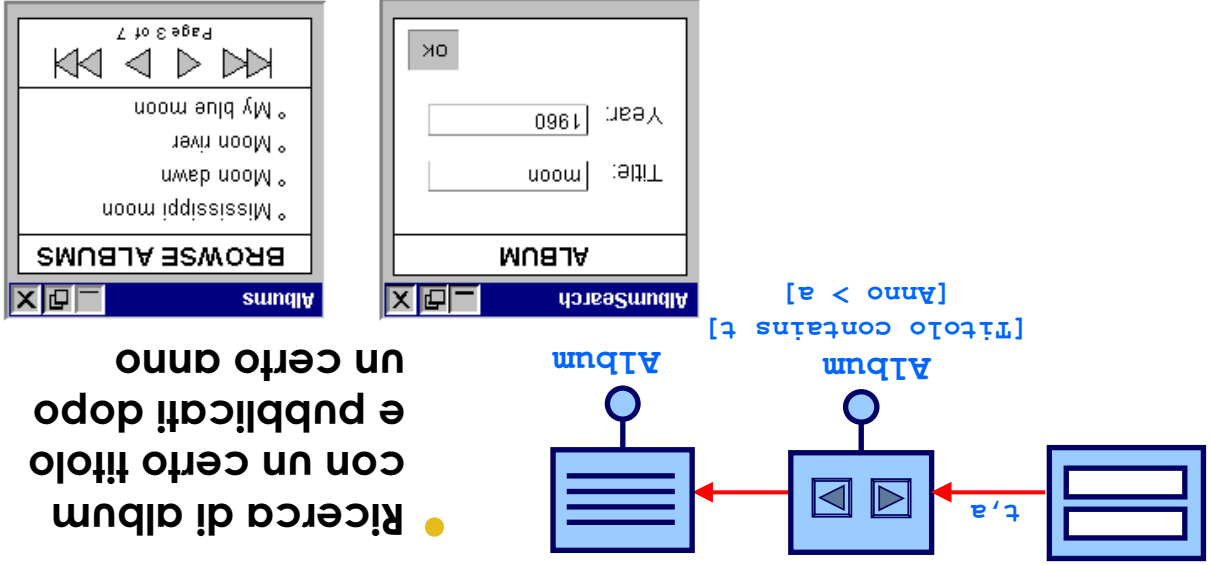 Ricerca di album
con un certo titolo
e pubblicati dopo
un certo anno
t,a
Album
[Titolo contains t]
[Anno > a]
Album
AlbumSearch
ALBUM
Title: moon
Year: 1960
OK
Albums
BROWSE ALBUMS
° Mississippi moon
° Moon dawn
° Moon river
° My blue moon
Page 3 of 7